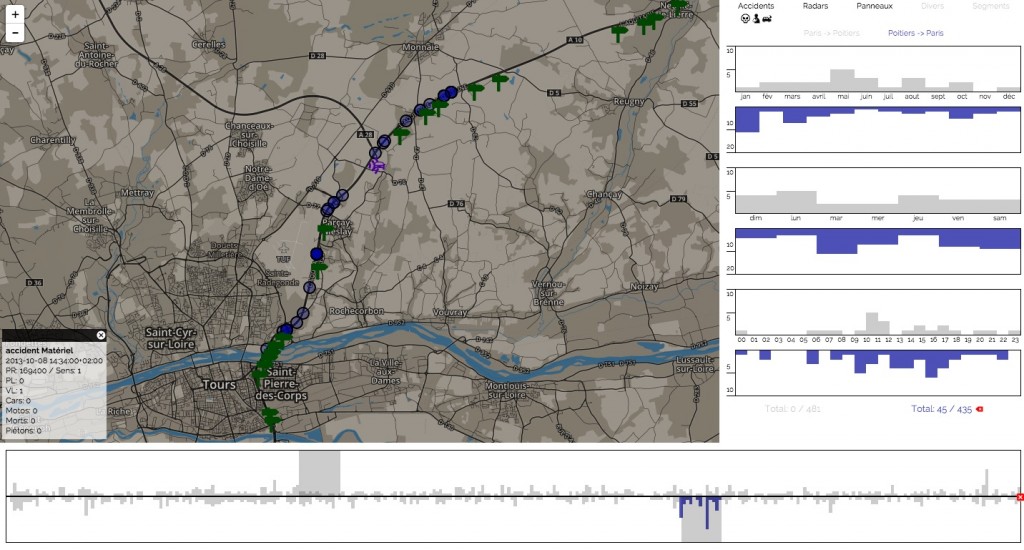 +
−
Accidents Radars Panneaux Divers Segments
Paris -> Poitiers Poitiers -> Paris
10
5
jan fév mars avril mai juin juil aout sept oct nov déc
10
20
10
5
dim lun mar mer jeu ven sam
10
20
10
5
00 01 02 03 04 05 06 07 08 09 10 11 12 13 14 15 16 17 18 19 20 21 22 23
5
10
Total: 0 / 481 Total: 45 / 435
Saint-
Antoine-
du-Rocher
Cerelles
D 28
Monnaie
A 10
D 5
Reugny
D 55
A 28
Charentilly
Chanceaux-
sur-
Choisille
Notre-
Dame-
d'Oé
Mettray
La
Membrolle-
sur-
Choisille
D 76
Chançay
D 79
Parçay-
Meslay
TUF
Sainte-
Radegonde
D 36
Rochecorbon
Vouvray
Vernou-
sur-
Brenne
Noizay
Saint-Cyr-
sur-Loire
Tours
Saint-
Pierre-
des-Corps
La Ville-
aux-
Dames
Montlouis
-sur-Loire
Lussault-
sur-Loire
accident Matériel
2013-10-08 14:34:00+02:00
PR: 169400 / Sens: 1
PL: 0
VL: 1
Cars: 0
Motos: 0
Morts: 0
Piétons: 0